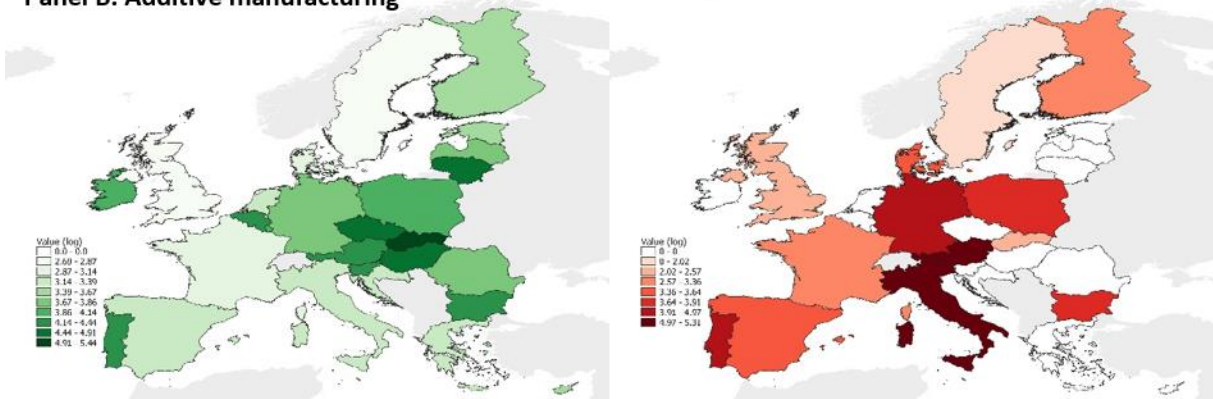 Panel B: Additive manufacturing
Value (log)
0.0 - 0.0
2.60 - 2.87
2.87 - 3.14
3.14 - 3.39
3.39 - 3.67
3.67 - 3.86
3.86 - 4.14
4.14 - 4.44
4.44 - 4.91
4.91 - 5.44
Value (log)
0 - 0
0 - 2.02
2.02 - 2.57
2.57 - 3.36
3.36 - 3.64
3.64 - 3.91
3.91 - 4.97
4.97 - 5.31